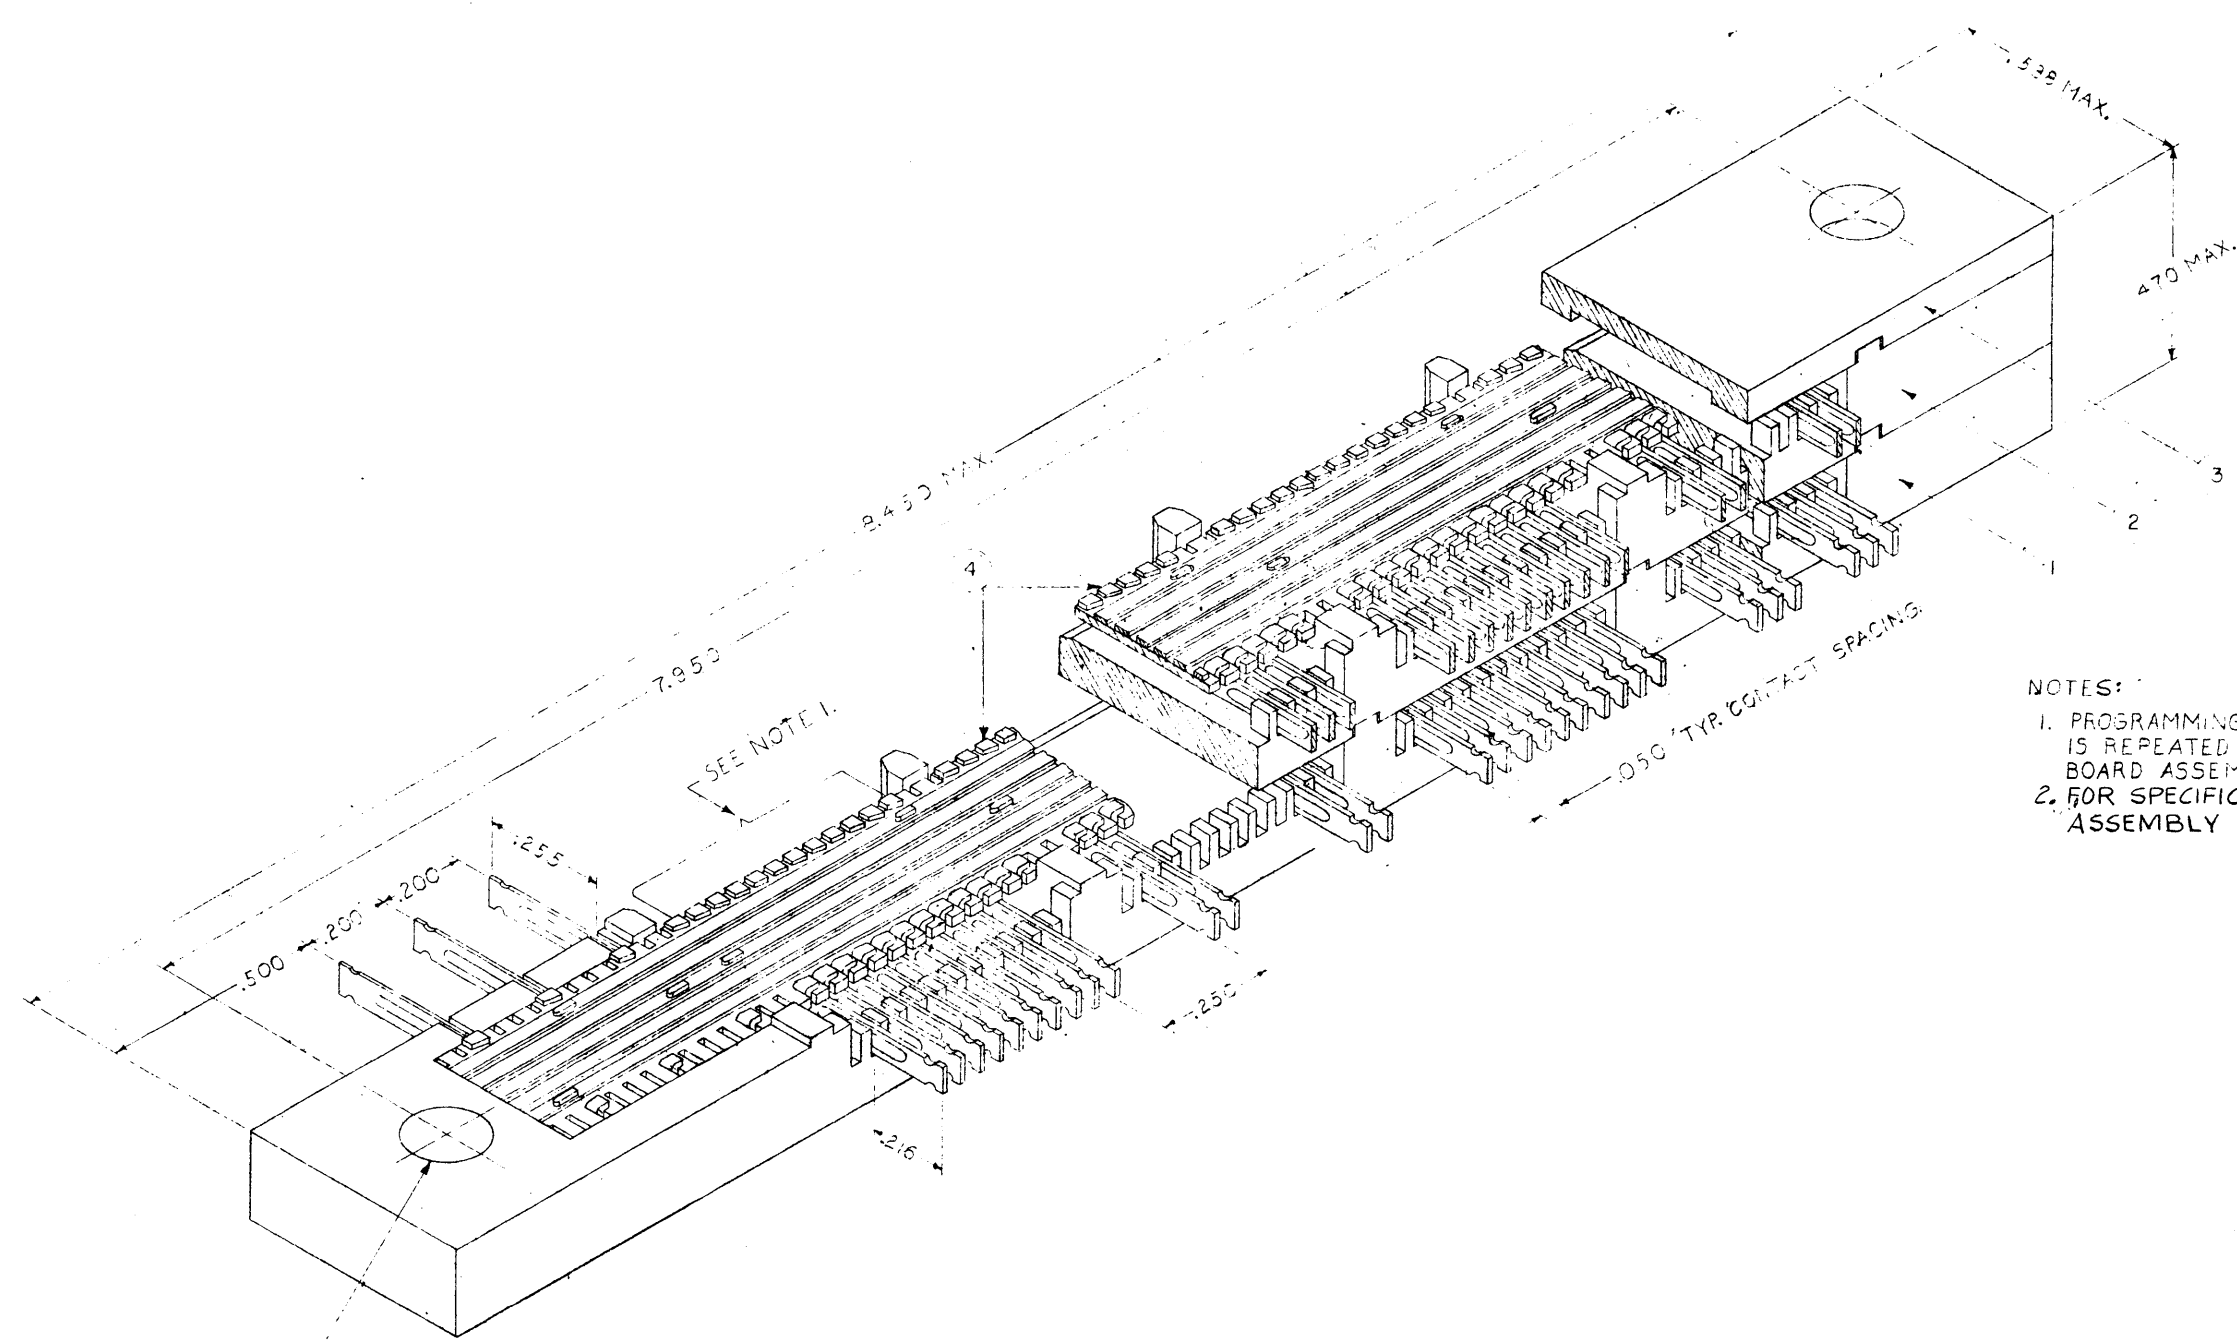 .598 MAX.
.470 MAX.
8.450 MAX.
7.950
4
3
2
1
SEE NOTE 1.
.050 TYP. CONTACT SPACING
.255
.200
.200
.500
.250
.216
NOTES:
1. PROGRAMMING
IS REPEATED
BOARD ASSEM
2. FOR SPECIFIC
ASSEMBLY